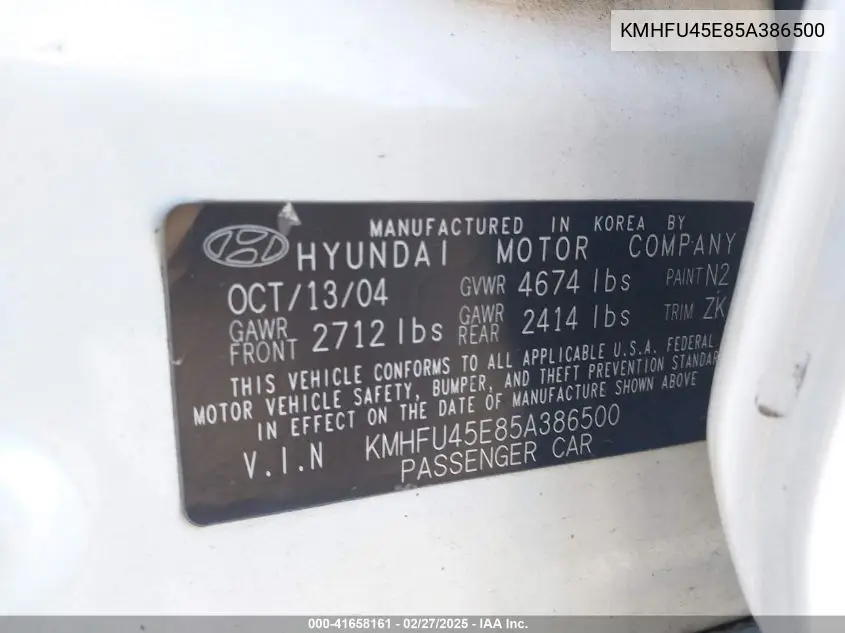 KMHFU45E85A386500
MANUFACTURED IN KOREA BY
HYUNDAI MOTOR COMPANY
OCT/13/04 GVWR 4674 lbs PAINT N2
GAWR FRONT 2712 lbs GAWR REAR 2414 lbs TRIM ZK
THIS VEHICLE CONFORMS TO ALL APPLICABLE U.S.A. FEDERAL
MOTOR VEHICLE SAFETY, BUMPER, AND THEFT PREVENTION STANDAR
IN EFFECT ON THE DATE OF MANUFACTURE SHOWN ABOVE
V.I.N KMHFU45E85A386500
PASSENGER CAR
000-41658161 - 02/27/2025 - IAA Inc.